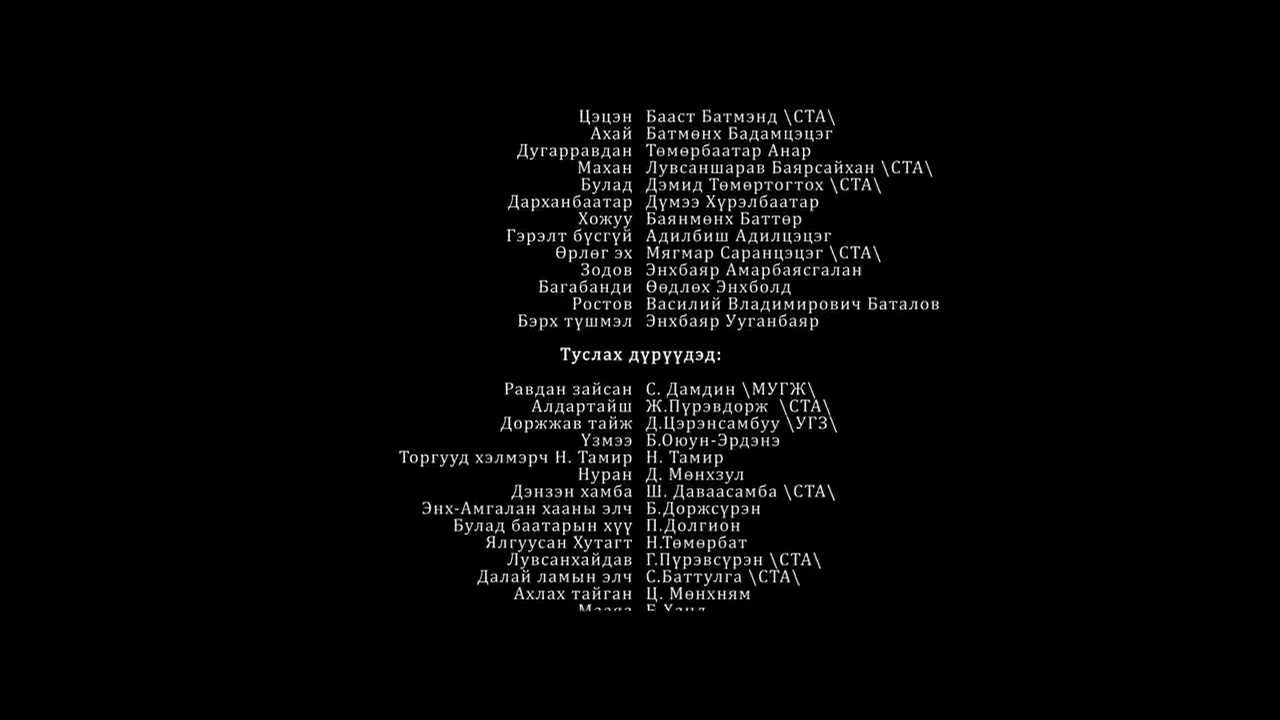 Цэцэн Бааст Батмэнд \СТА\
Ахай Батмөнх Бадамцэцэг
Дугарравдан Төмөрбаатар Анар
Махан Лувсаншарав Баярсайхан \СТА\
Булад Дэмид Төмөртогтох \СТА\
Дарханбаатар Дүмээ Хүрэлбаатар
Хожуу Баянмөнх Баттөр
Гэрэлт бүсгүй Адилбиш Адилцэцэг
Өрлөг эх Мягмар Саранцэцэг \СТА\
Зодов Энхбаяр Амарбаясгалан
Багабанди Өөдлөх Энхболд
Ростов Василий Владимирович Баталов
Бэрх түшмэл Энхбаяр Ууганбаяр
Туслах дүрүүдэд:
Равдан зайсан С. Дамдин \МУГЖ\
Алдартайш Ж.Пүрэвдорж \СТА\
Доржжав тайж Д.Цэрэнсамбуу \УГЗ\
Үзмээ Б.Оюун-Эрдэнэ
Торгууд хэлмэрч Н. Тамир Н. Тамир
Нуран Д. Мөнхзул
Дэнзэн хамба Ш. Даваасамба \СТА\
Энх-Амгалан хааны элч Б.Доржсүрэн
Булад баатарын хүү П.Долгион
Ялгуусан Хутагт Н.Төмөрбат
Лувсанхайдав Г.Пүрэвсүрэн \СТА\
Далай ламын элч С.Баттулга \СТА\
Ахлах тайган Ц. Мөнхням